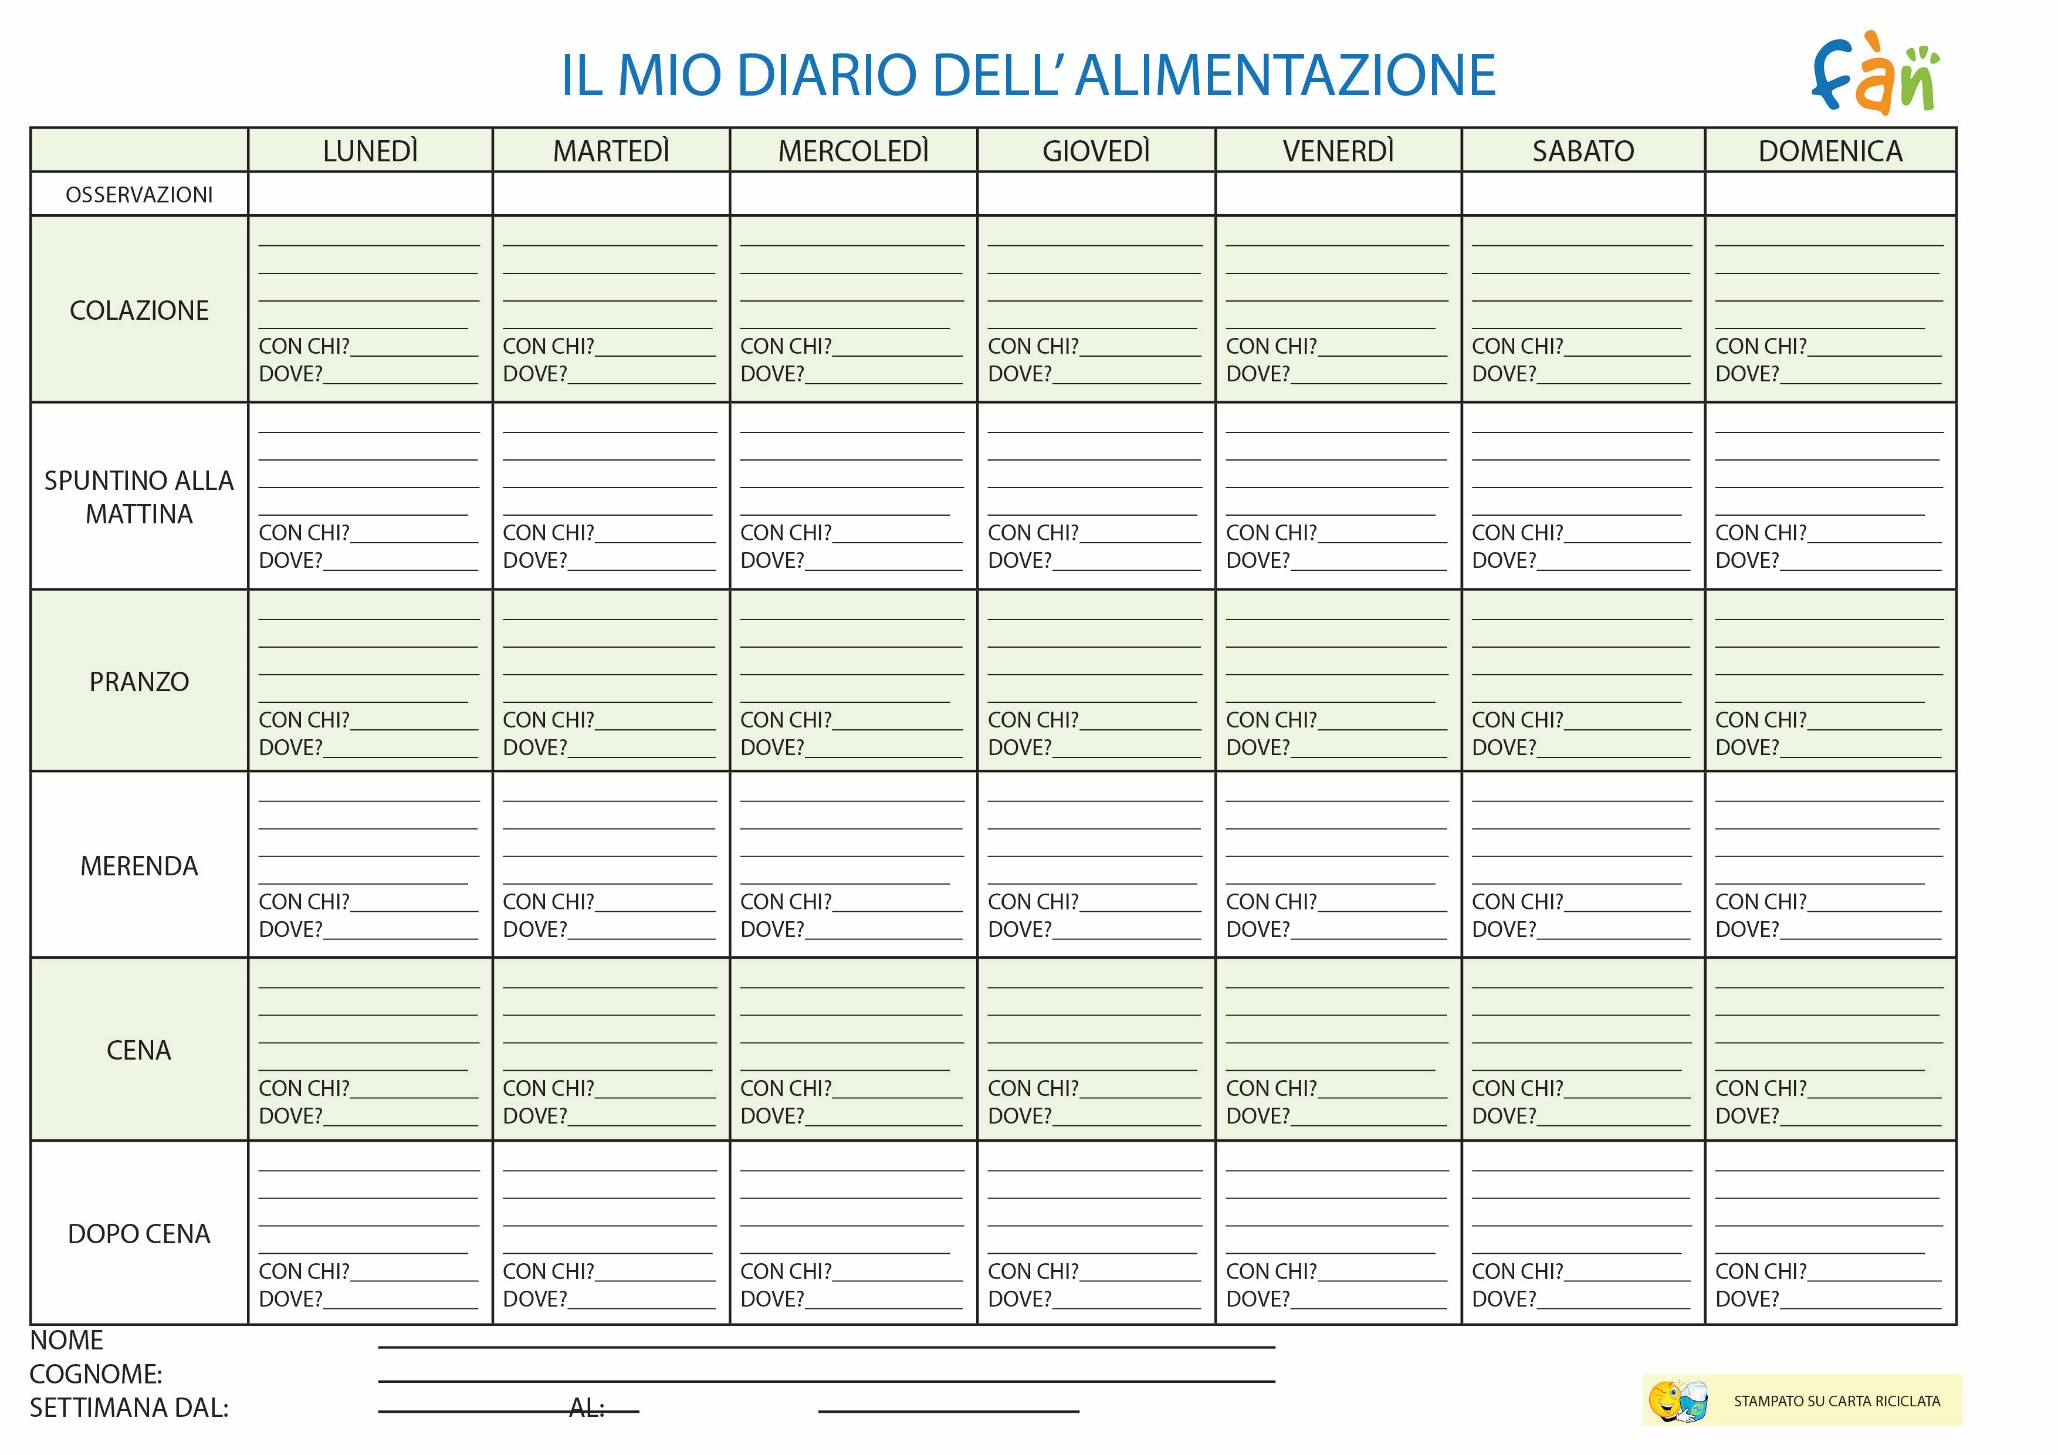 IL MIO DIARIO DELL' ALIMENTAZIONE
fàn
LUNEDÌ MARTEDÌ MERCOLEDÌ GIOVEDÌ VENERDÌ SABATO DOMENICA
OSSERVAZIONI
COLAZIONE
CON CHI? CON CHI? CON CHI? CON CHI? CON CHI? CON CHI? CON CHI?
DOVE? DOVE? DOVE? DOVE? DOVE? DOVE? DOVE?
SPUNTINO ALLA
MATTINA
CON CHI? CON CHI? CON CHI? CON CHI? CON CHI? CON CHI? CON CHI?
DOVE? DOVE? DOVE? DOVE? DOVE? DOVE? DOVE?
PRANZO
CON CHI? CON CHI? CON CHI? CON CHI? CON CHI? CON CHI? CON CHI?
DOVE? DOVE? DOVE? DOVE? DOVE? DOVE? DOVE?
MERENDA
CON CHI? CON CHI? CON CHI? CON CHI? CON CHI? CON CHI? CON CHI?
DOVE? DOVE? DOVE? DOVE? DOVE? DOVE? DOVE?
CENA
CON CHI? CON CHI? CON CHI? CON CHI? CON CHI? CON CHI? CON CHI?
DOVE? DOVE? DOVE? DOVE? DOVE? DOVE? DOVE?
DOPO CENA
CON CHI? CON CHI? CON CHI? CON CHI? CON CHI? CON CHI? CON CHI?
DOVE? DOVE? DOVE? DOVE? DOVE? DOVE? DOVE?
NOME
COGNOME:
SETTIMANA DAL: AL:
STAMPATO SU CARTA RICICLATA